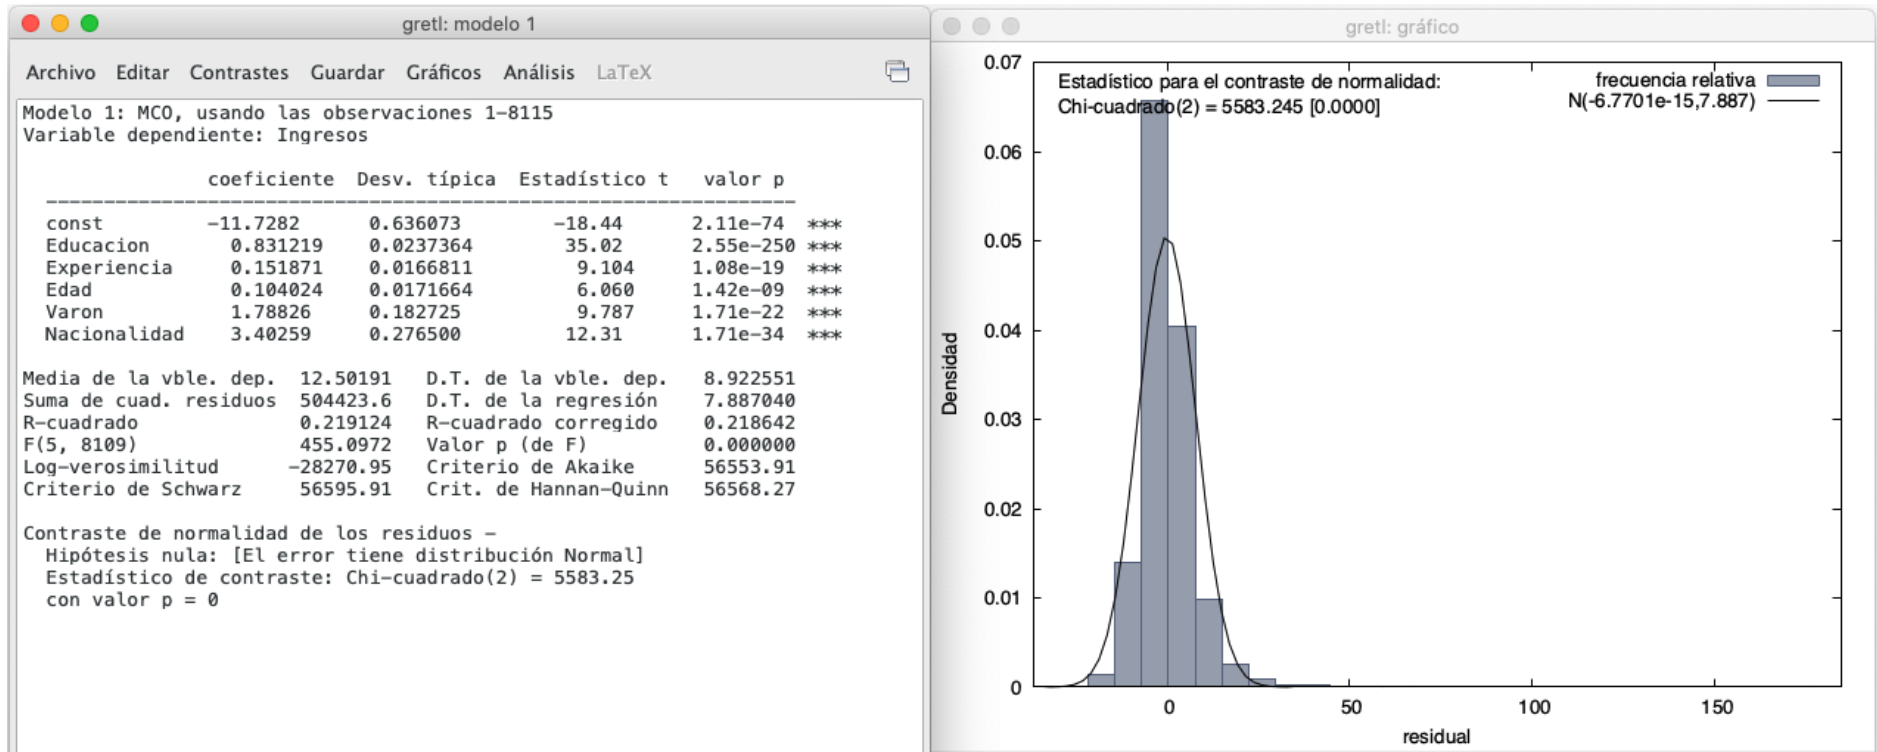 gretl: modelo 1
Archivo Editar Contrastes Guardar Gráficos Análisis LaTeX
Modelo 1: MCO, usando las observaciones 1-8115
Variable dependiente: Ingresos
coeficiente Desv. típica Estadístico t valor p
const -11.7282 0.636073 -18.44 2.11e-74 ***
Educacion 0.831219 0.0237364 35.02 2.55e-250 ***
Experiencia 0.151871 0.0166811 9.104 1.08e-19 ***
Edad 0.104024 0.0171664 6.060 1.42e-09 ***
Varon 1.78826 0.182725 9.787 1.71e-22 ***
Nacionalidad 3.40259 0.276500 12.31 1.71e-34 ***
Media de la vble. dep. 12.50191 D.T. de la vble. dep. 8.922551
Suma de cuad. residuos 504423.6 D.T. de la regresión 7.887040
R-cuadrado 0.219124 R-cuadrado corregido 0.218642
F(5, 8109) 455.0972 Valor p (de F) 0.000000
Log-verosimilitud -28270.95 Criterio de Akaike 56553.91
Criterio de Schwarz 56595.91 Crit. de Hannan-Quinn 56568.27
Contraste de normalidad de los residuos -
Hipótesis nula: [El error tiene distribución Normal]
Estadístico de contraste: Chi-cuadrado(2) = 5583.25
con valor p = 0
gretl: gráfico
Estadístico para el contraste de normalidad:
Chi-cuadrado(2) = 5583.245 [0.0000]
frecuencia relativa
N(-6.7701e-15,7.887)
Densidad
0.07
0.06
0.05
0.04
0.03
0.02
0.01
0
0 50 100 150
residual